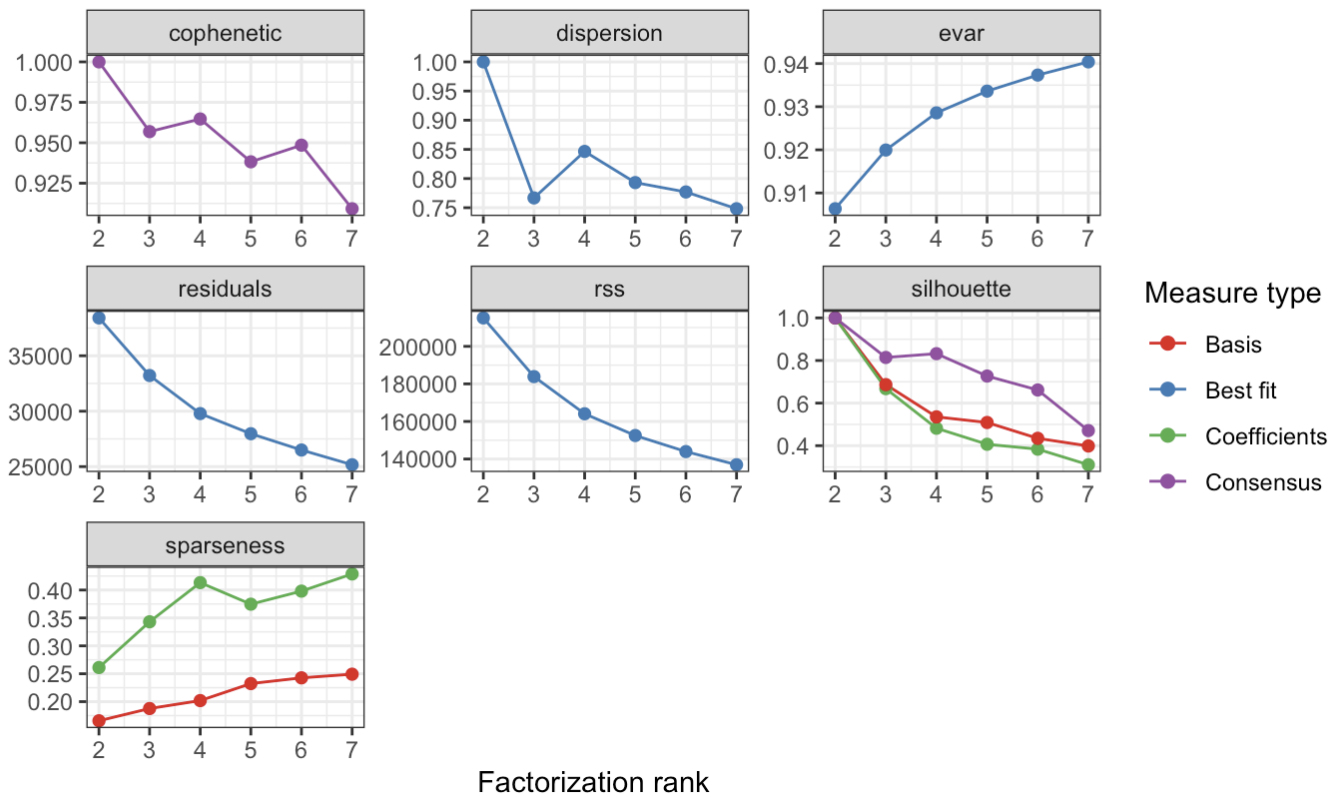 cophenetic
1.000
0.975
0.950
0.925
2 3 4 5 6 7
dispersion
1.00
0.95
0.90
0.85
0.80
0.75
2 3 4 5 6 7
evar
0.94
0.93
0.92
0.91
2 3 4 5 6 7
residuals
35000
30000
25000
2 3 4 5 6 7
rss
200000
180000
160000
140000
2 3 4 5 6 7
silhouette
1.0
0.8
0.6
0.4
2 3 4 5 6 7
sparseness
0.40
0.35
0.30
0.25
0.20
2 3 4 5 6 7
Factorization rank
Measure type
Basis
Best fit
Coefficients
Consensus